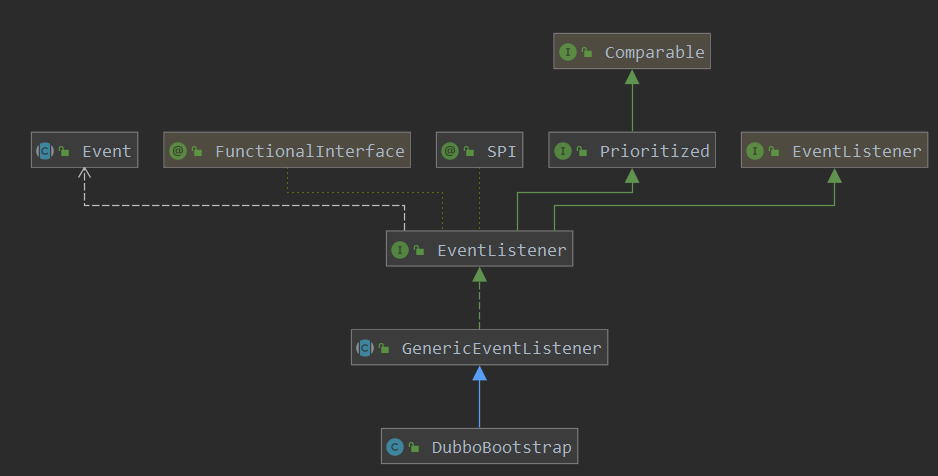 I Comparable
C Event
@ FunctionalInterface
@ SPI
I Prioritized
I EventListener
I EventListener
C GenericEventListener
C DubboBootstrap